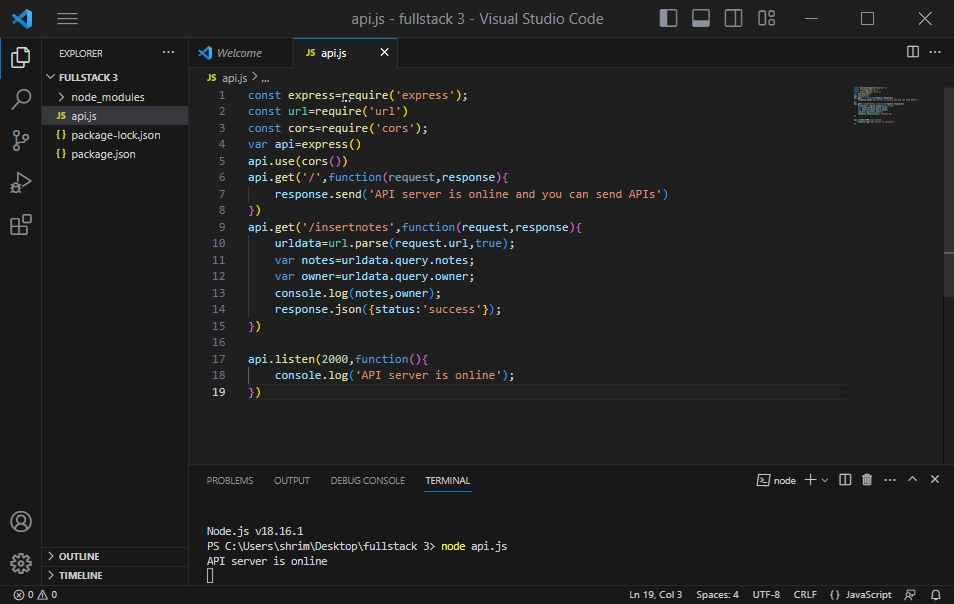 api.js - fullstack 3 - Visual Studio Code
EXPLORER
Welcome
JS api.js
FULLSTACK 3
JS api.js > ...
node_modules
JS api.js
{} package-lock.json
{} package.json
1 const express=require('express');
2 const url=require('url')
3 const cors=require('cors');
4 var api=express()
5 api.use(cors())
6 api.get('/',function(request,response){
7 response.send('API server is online and you can send APIs')
8 })
9 api.get('/insertnotes',function(request,response){
10 urldata=url.parse(request.url,true);
11 var notes=urldata.query.notes;
12 var owner=urldata.query.owner;
13 console.log(notes,owner);
14 response.json({status:'success'});
15 })
16
17 api.listen(2000,function(){
18 console.log('API server is online');
19 })
PROBLEMS OUTPUT DEBUG CONSOLE TERMINAL
node
Node.js v18.16.1
PS C:\Users\shrim\Desktop\fullstack 3> node api.js
API server is online
OUTLINE
TIMELINE
0 0
Ln 19, Col 3 Spaces: 4 UTF-8 CRLF {} JavaScript